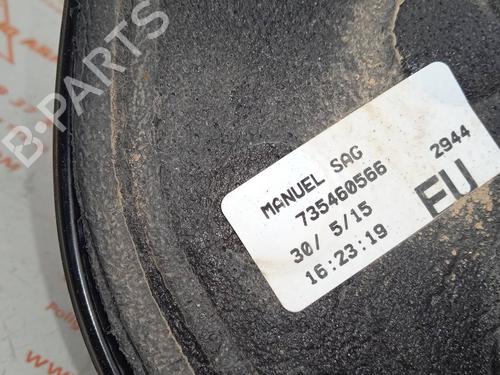 MANUEL SAG
735460566
2944
30/ 5/15
16:23:19
EU
B-PARTS